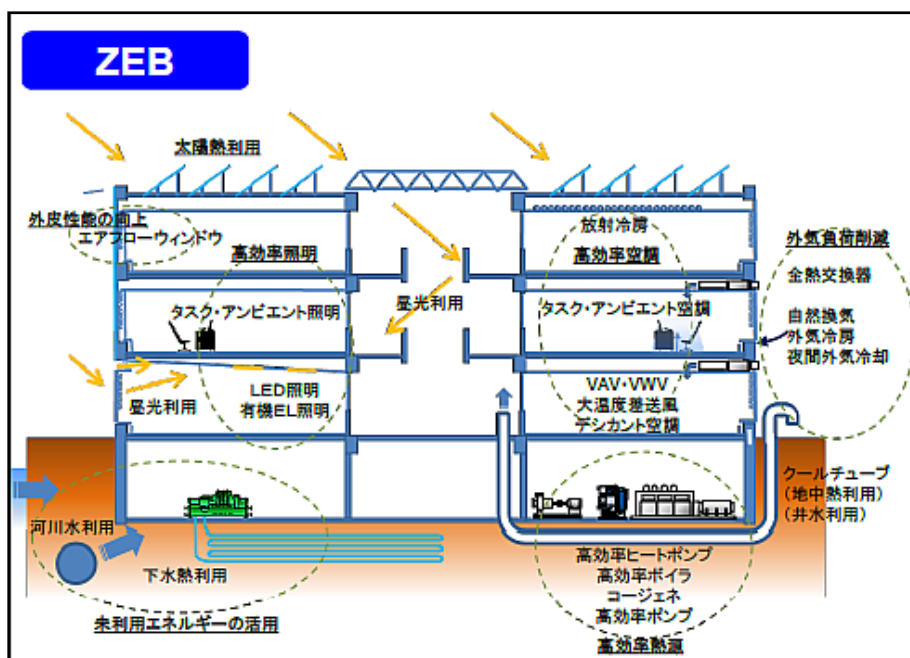 ZEB
太陽熱利用
外皮性能の向上
エアフローウィンドウ
高効率照明
タスク・アンビエント照明
LED照明
有機EL照明
昼光利用
昼光利用
放射冷房
高効率空調
タスク・アンビエント空調
VAV・VWV
大温度差送風
デシカント空調
外気負荷削減
全熱交換器
自然換気
外気冷房
夜間外気冷却
クールチューブ
（地中熱利用）
（井水利用）
河川水利用
下水熱利用
未利用エネルギーの活用
高効率ヒートポンプ
高効率ボイラ
コージェネ
高効率ポンプ
高効率熱源